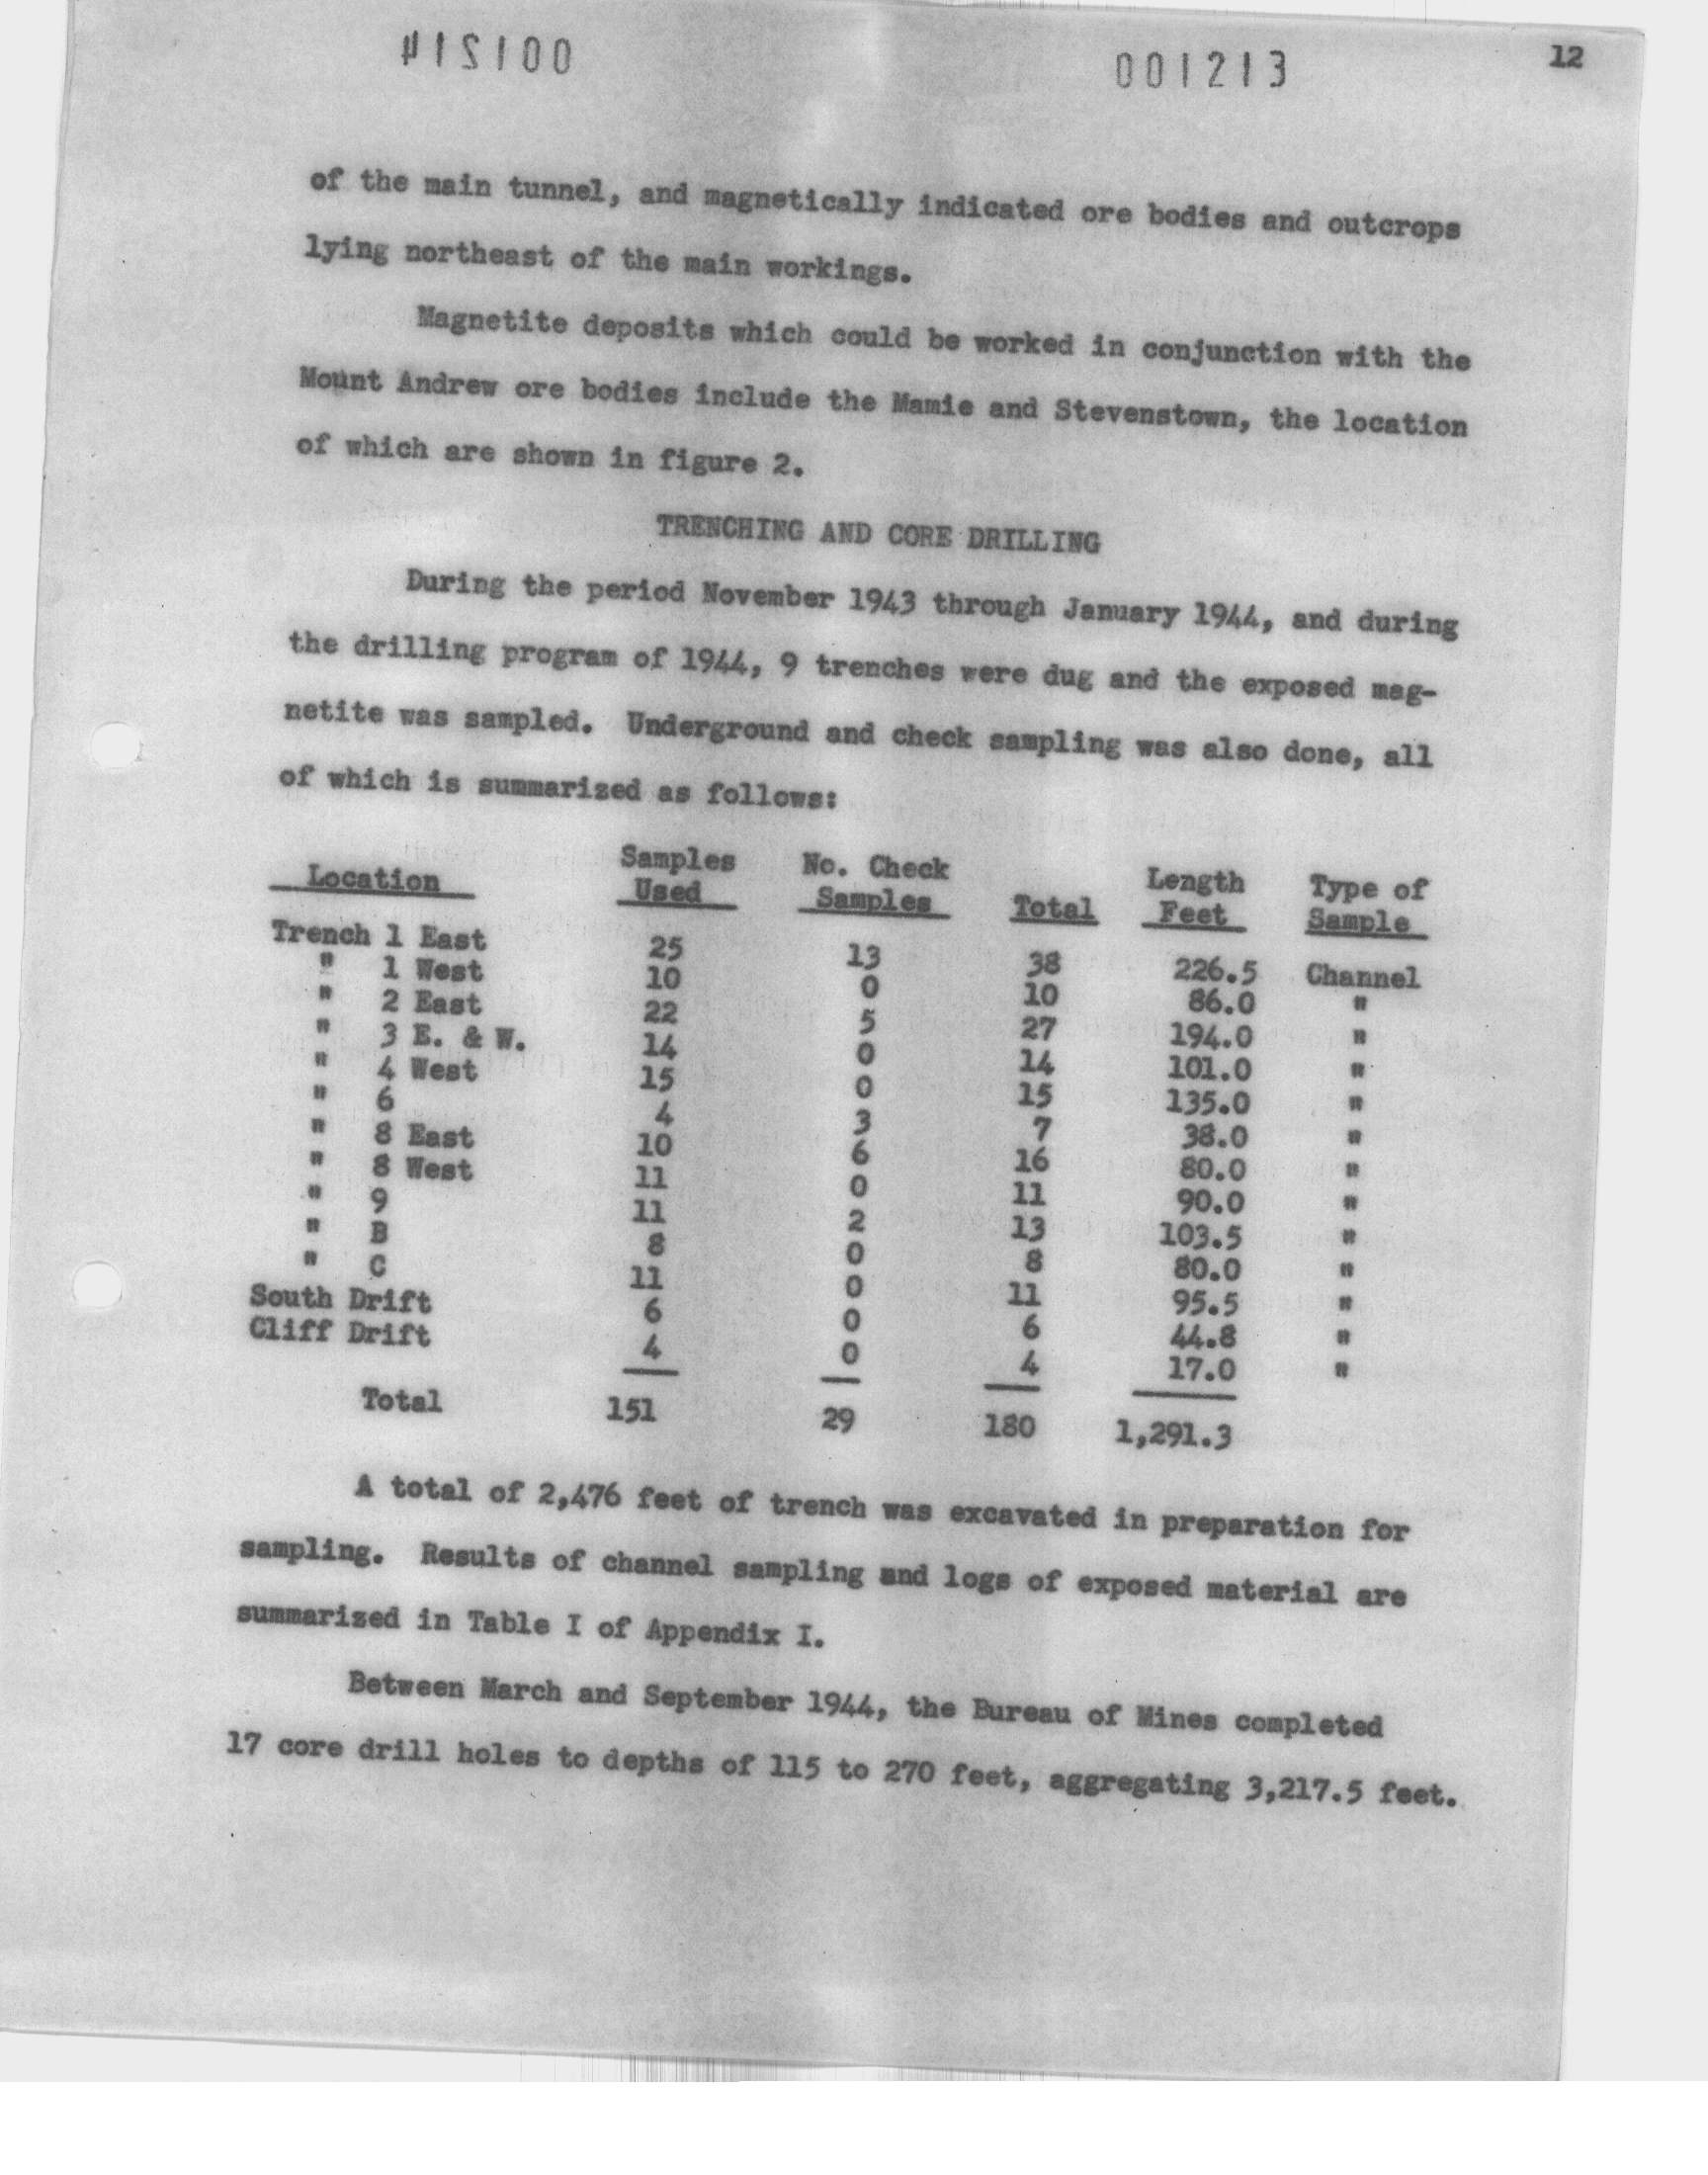 001214 001213 12
of the main tunnel, and magnetically indicated ore bodies and outcrops
lying northeast of the main workings.
Magnetite deposits which could be worked in conjunction with the
Mount Andrew ore bodies include the Mamie and Stevenstown, the location
of which are shown in figure 2.
TRENCHING AND CORE DRILLING
During the period November 1943 through January 1944, and during
the drilling program of 1944, 9 trenches were dug and the exposed mag-
netite was sampled. Underground and check sampling was also done, all
of which is summarized as follows:
Location Samples Used No. Check Samples Total Length Feet Type of Sample
Trench 1 East 25 13 38 226.5 Channel
" 1 West 10 0 10 86.0 "
" 2 East 22 5 27 194.0 "
" 3 E. & W. 14 0 14 101.0 "
" 4 West 15 0 15 135.0 "
" 6 4 3 7 38.0 "
" 8 East 10 6 16 80.0 "
" 8 West 11 0 11 90.0 "
" 9 11 2 13 103.5 "
" B 8 0 8 80.0 "
" C 11 0 11 95.5 "
South Drift 6 0 6 44.8 "
Cliff Drift 4 0 4 17.0 "
Total 151 29 180 1,291.3
A total of 2,476 feet of trench was excavated in preparation for
sampling. Results of channel sampling and logs of exposed material are
summarized in Table I of Appendix I.
Between March and September 1944, the Bureau of Mines completed
17 core drill holes to depths of 115 to 270 feet, aggregating 3,217.5 feet.